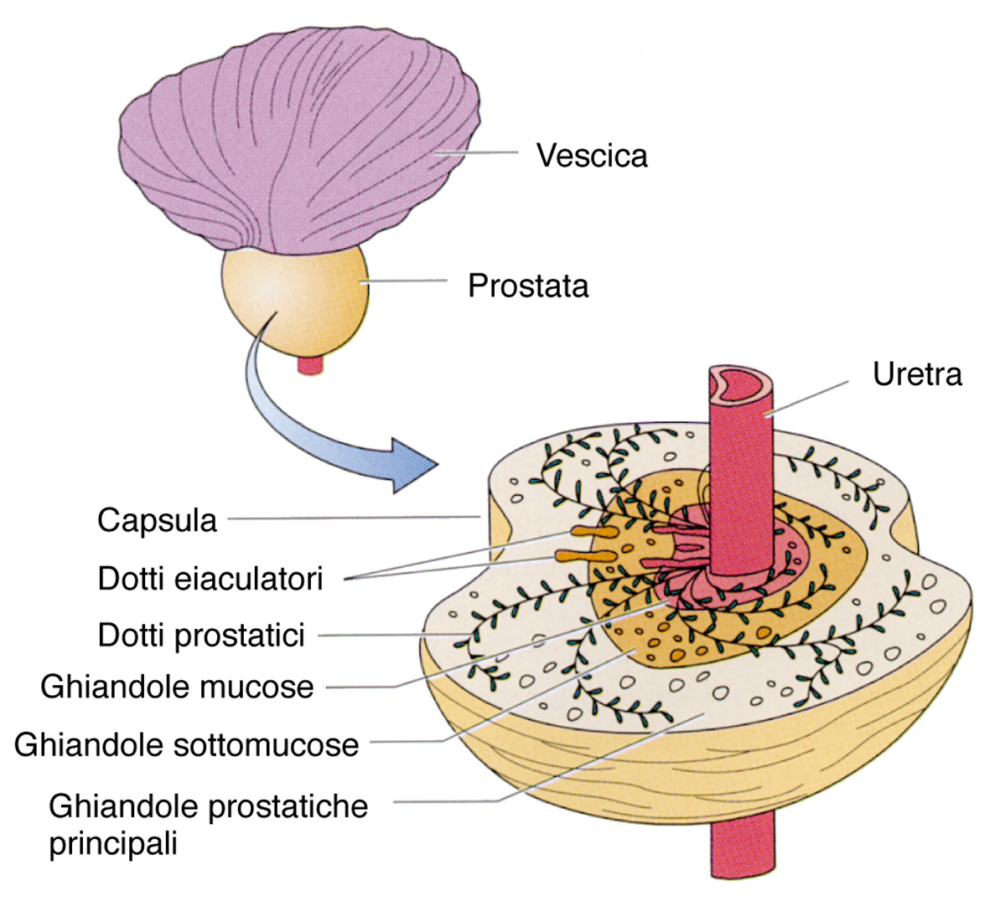 Vescica
Prostata
Uretra
Capsula
Dotti eiaculatori
Dotti prostatici
Ghiandole mucose
Ghiandole sottomucose
Ghiandole prostatiche
principali